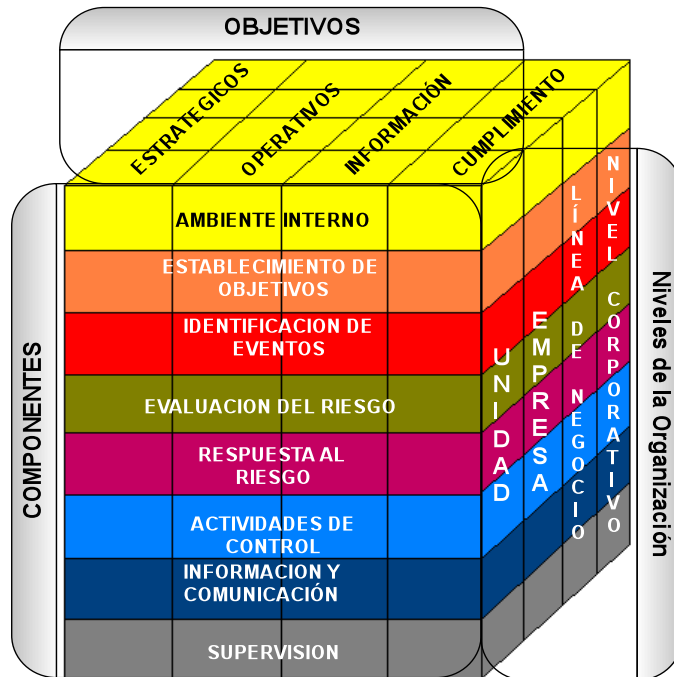 OBJETIVOS
ESTRATEGICOS
OPERATIVOS
INFORMACIÓN
CUMPLIMIENTO
COMPONENTES
AMBIENTE INTERNO
ESTABLECIMIENTO DE
OBJETIVOS
IDENTIFICACION DE
EVENTOS
EVALUACION DEL RIESGO
RESPUESTA AL
RIESGO
ACTIVIDADES DE
CONTROL
INFORMACION Y
COMUNICACIÓN
SUPERVISION
UNIDAD
EMPRESA
LÍNEA DE NEGOCIO
NIVEL CORPORATIVO
Niveles de la Organización